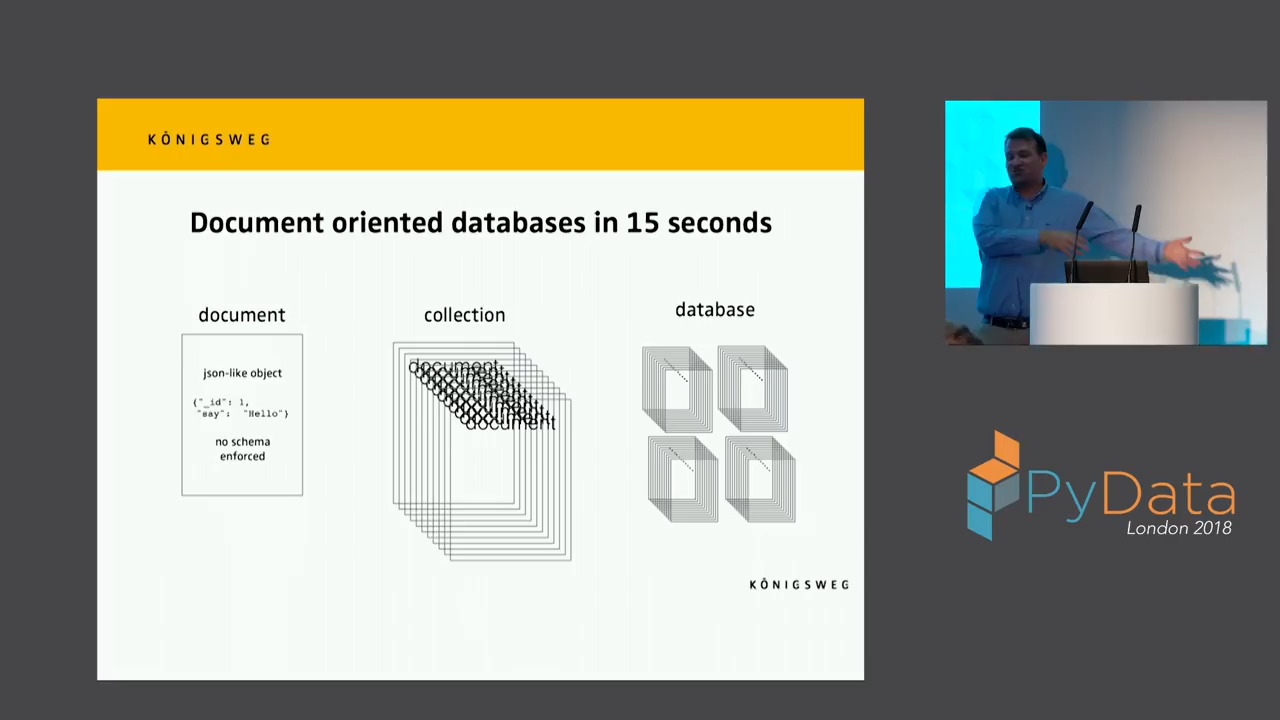 KÖNIGSWEG
Document oriented databases in 15 seconds
document
json-like object
{"_id": 1,
"say": "Hello"}
no schema
enforced
collection
document
document
database
KÖNIGSWEG
PyData
London 2018